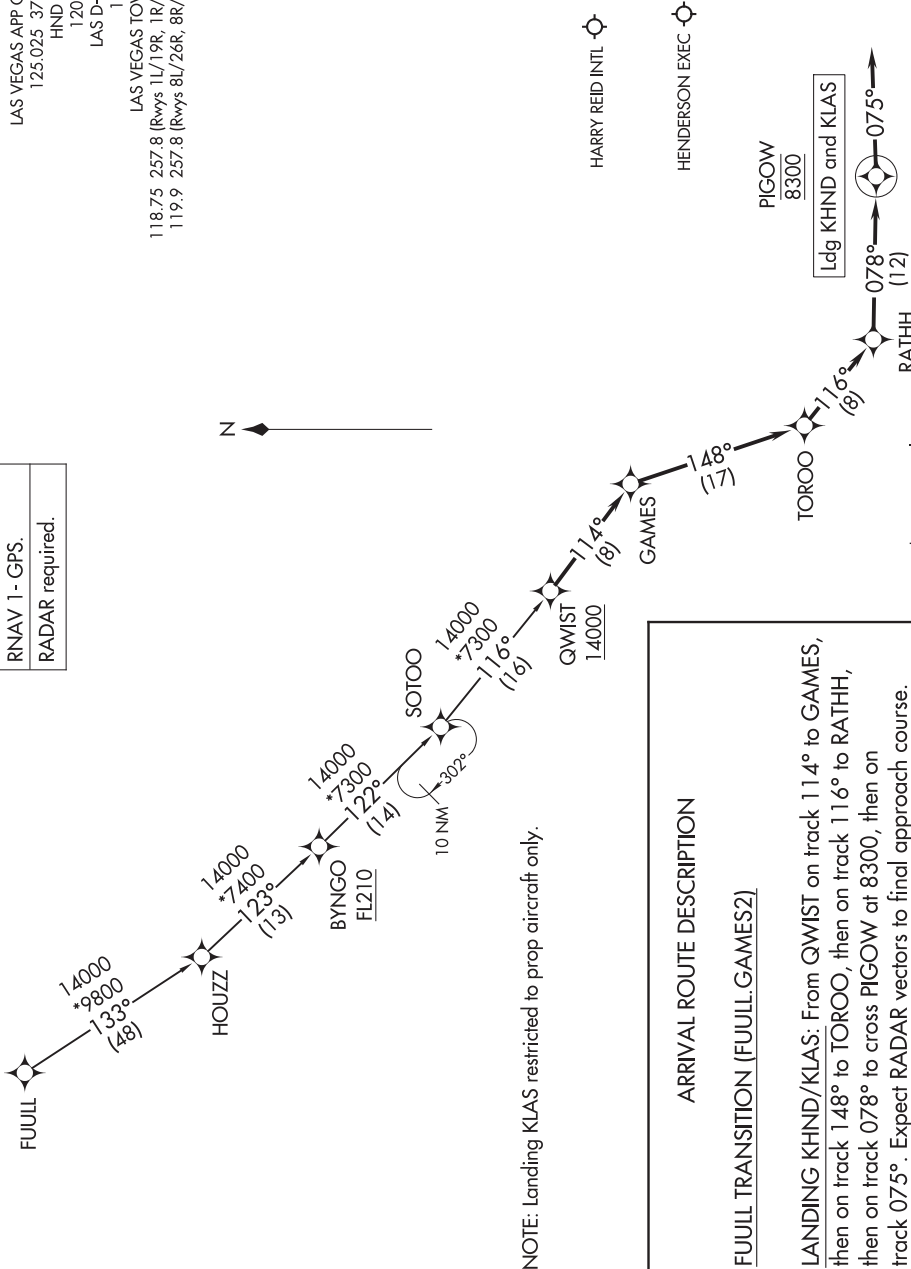 RNAV 1 - GPS.
RADAR required.
LAS VEGAS APP
125.025 37
HND
120
LAS D-
LAS VEGAS TOW
118.75 257.8 (Rwys 1L/19R, 1R/
119.9 257.8 (Rwys 8L/26R, 8R/
N
FUULL
14000
*9800
133°
(48)
HOUZZ
14000
*7400
123°
(13)
BYNGO
FL210
14000
*7300
122°
(14)
SOTOO
10 NM
302°
14000
*7300
116°
(16)
QWIST
14000
114°
(8)
GAMES
148°
(17)
TOROO
116°
(8)
RATHH
078°
(12)
PIGOW
8300
Ldg KHND and KLAS
075°
HARRY REID INTL
HENDERSON EXEC
NOTE: Landing KLAS restricted to prop aircraft only.
ARRIVAL ROUTE DESCRIPTION
FUULL TRANSITION (FUULL.GAMES2)
LANDING KHND/KLAS: From QWIST on track 114° to GAMES,
then on track 148° to TOROO, then on track 116° to RATHH,
then on track 078° to cross PIGOW at 8300, then on
track 075°. Expect RADAR vectors to final approach course.